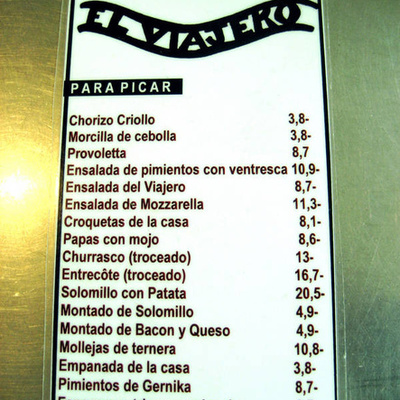 EL VIAJERO
PARA PICAR
Chorizo Criollo 3,8-
Morcilla de cebolla 3,8-
Provoletta 8,7
Ensalada de pimientos con ventresca 10,9-
Ensalada del Viajero 8,7-
Ensalada de Mozzarella 11,3-
Croquetas de la casa 8,1-
Papas con mojo 8,6-
Churrasco (troceado) 13-
Entrecôte (troceado) 16,7-
Solomillo con Patata 20,5-
Montado de Solomillo 4,9-
Montado de Bacon y Queso 4,9-
Mollejas de ternera 10,8-
Empanada de la casa 3,8-
Pimientos de Gernika 8,7-